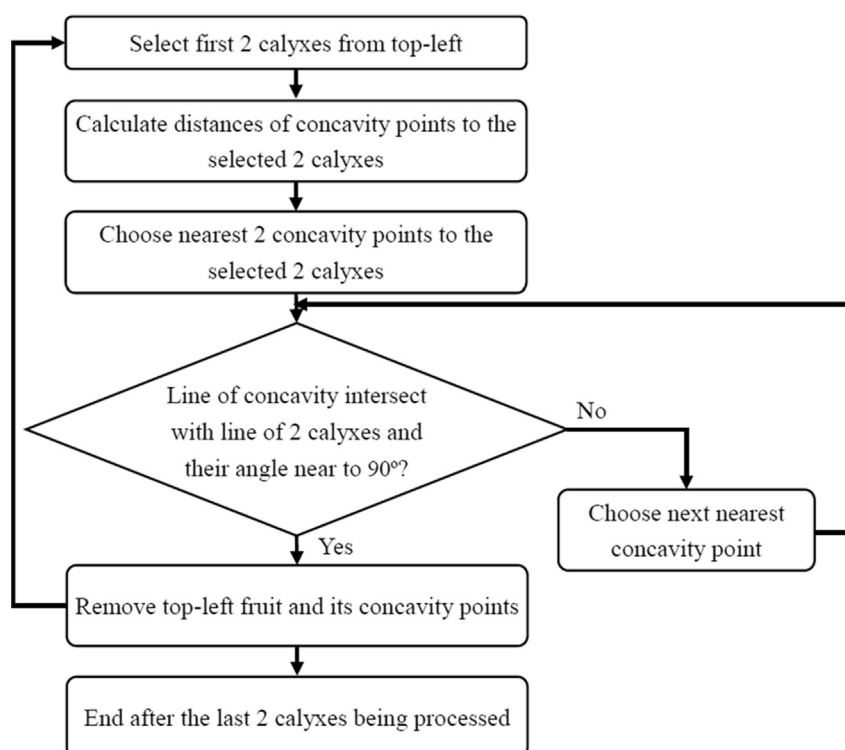 Select first 2 calyxes from top-left
Calculate distances of concavity points to the
selected 2 calyxes
Choose nearest 2 concavity points to the
selected 2 calyxes
Line of concavity intersect
with line of 2 calyxes and
their angle near to 90º?
No
Choose next nearest
concavity point
Yes
Remove top-left fruit and its concavity points
End after the last 2 calyxes being processed